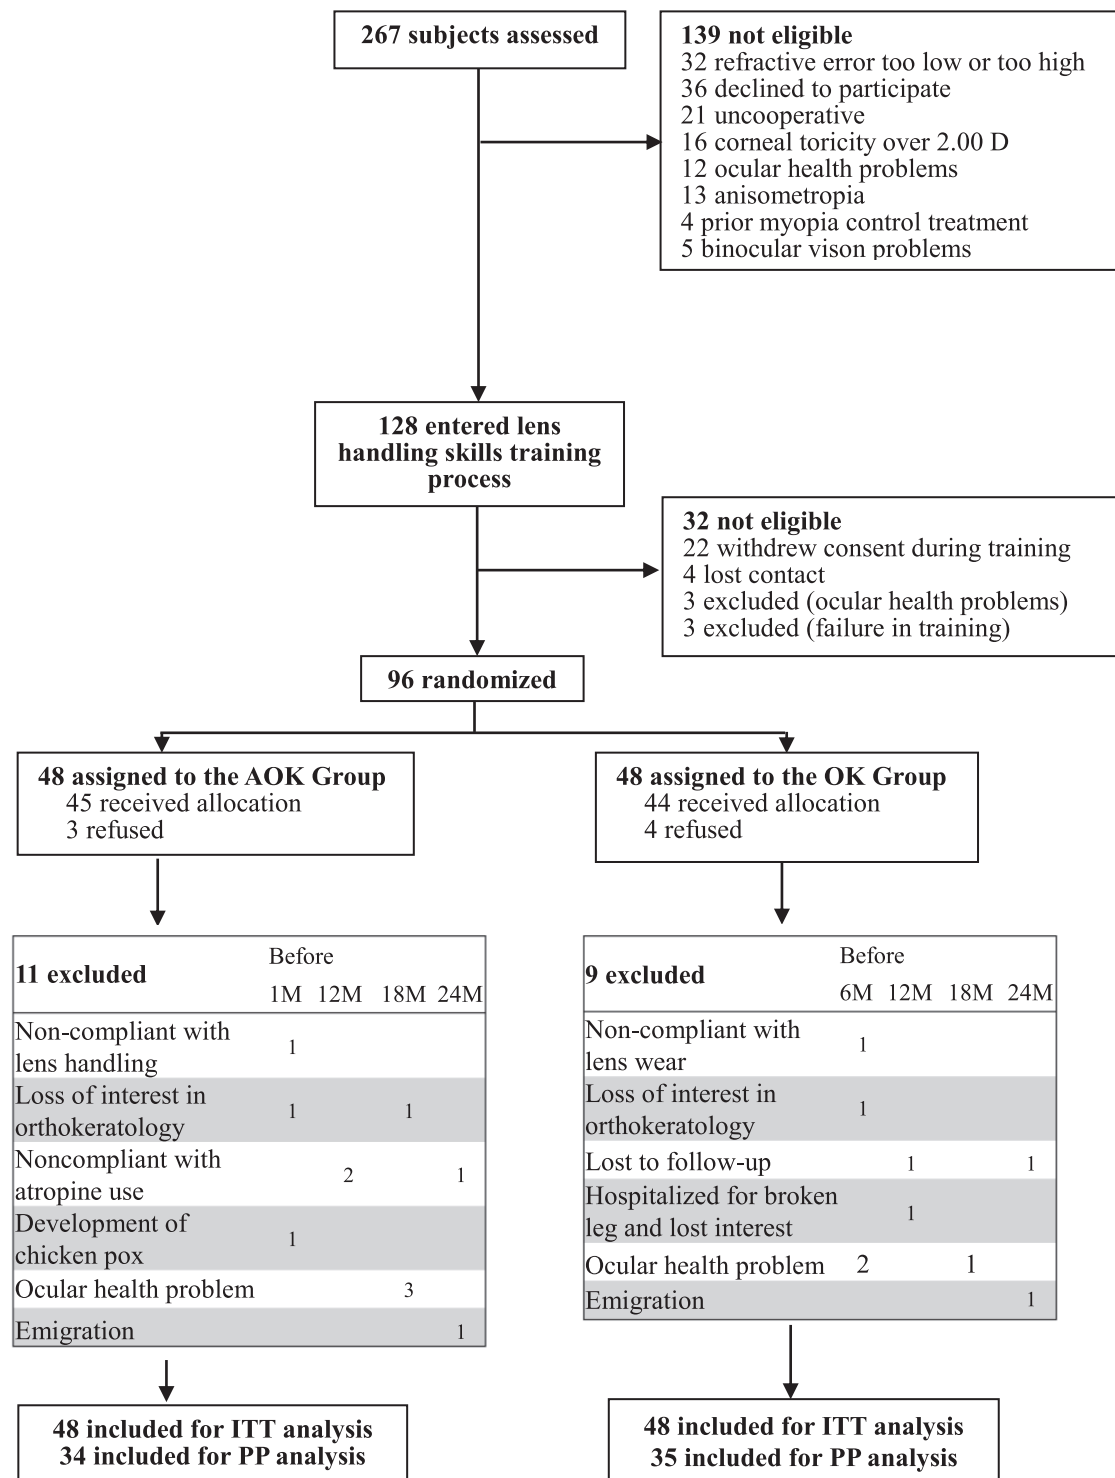 267 subjects assessed
139 not eligible
32 refractive error too low or too high
36 declined to participate
21 uncooperative
16 corneal toricity over 2.00 D
12 ocular health problems
13 anisometropia
4 prior myopia control treatment
5 binocular vison problems
128 entered lens
handling skills training
process
32 not eligible
22 withdrew consent during training
4 lost contact
3 excluded (ocular health problems)
3 excluded (failure in training)
96 randomized
48 assigned to the AOK Group
45 received allocation
3 refused
48 assigned to the OK Group
44 received allocation
4 refused
Before
11 excluded
1M 12M 18M 24M
Non-compliant with
lens handling 1
Loss of interest in
orthokeratology 1 1
Noncompliant with
atropine use 2 1
Development of
chicken pox 1
Ocular health problem 3
Emigration 1
Before
9 excluded
6M 12M 18M 24M
Non-compliant with
lens wear 1
Loss of interest in
orthokeratology 1
Lost to follow-up 1 1
Hospitalized for broken
leg and lost interest 1
Ocular health problem 2 1
Emigration 1
48 included for ITT analysis
34 included for PP analysis
48 included for ITT analysis
35 included for PP analysis